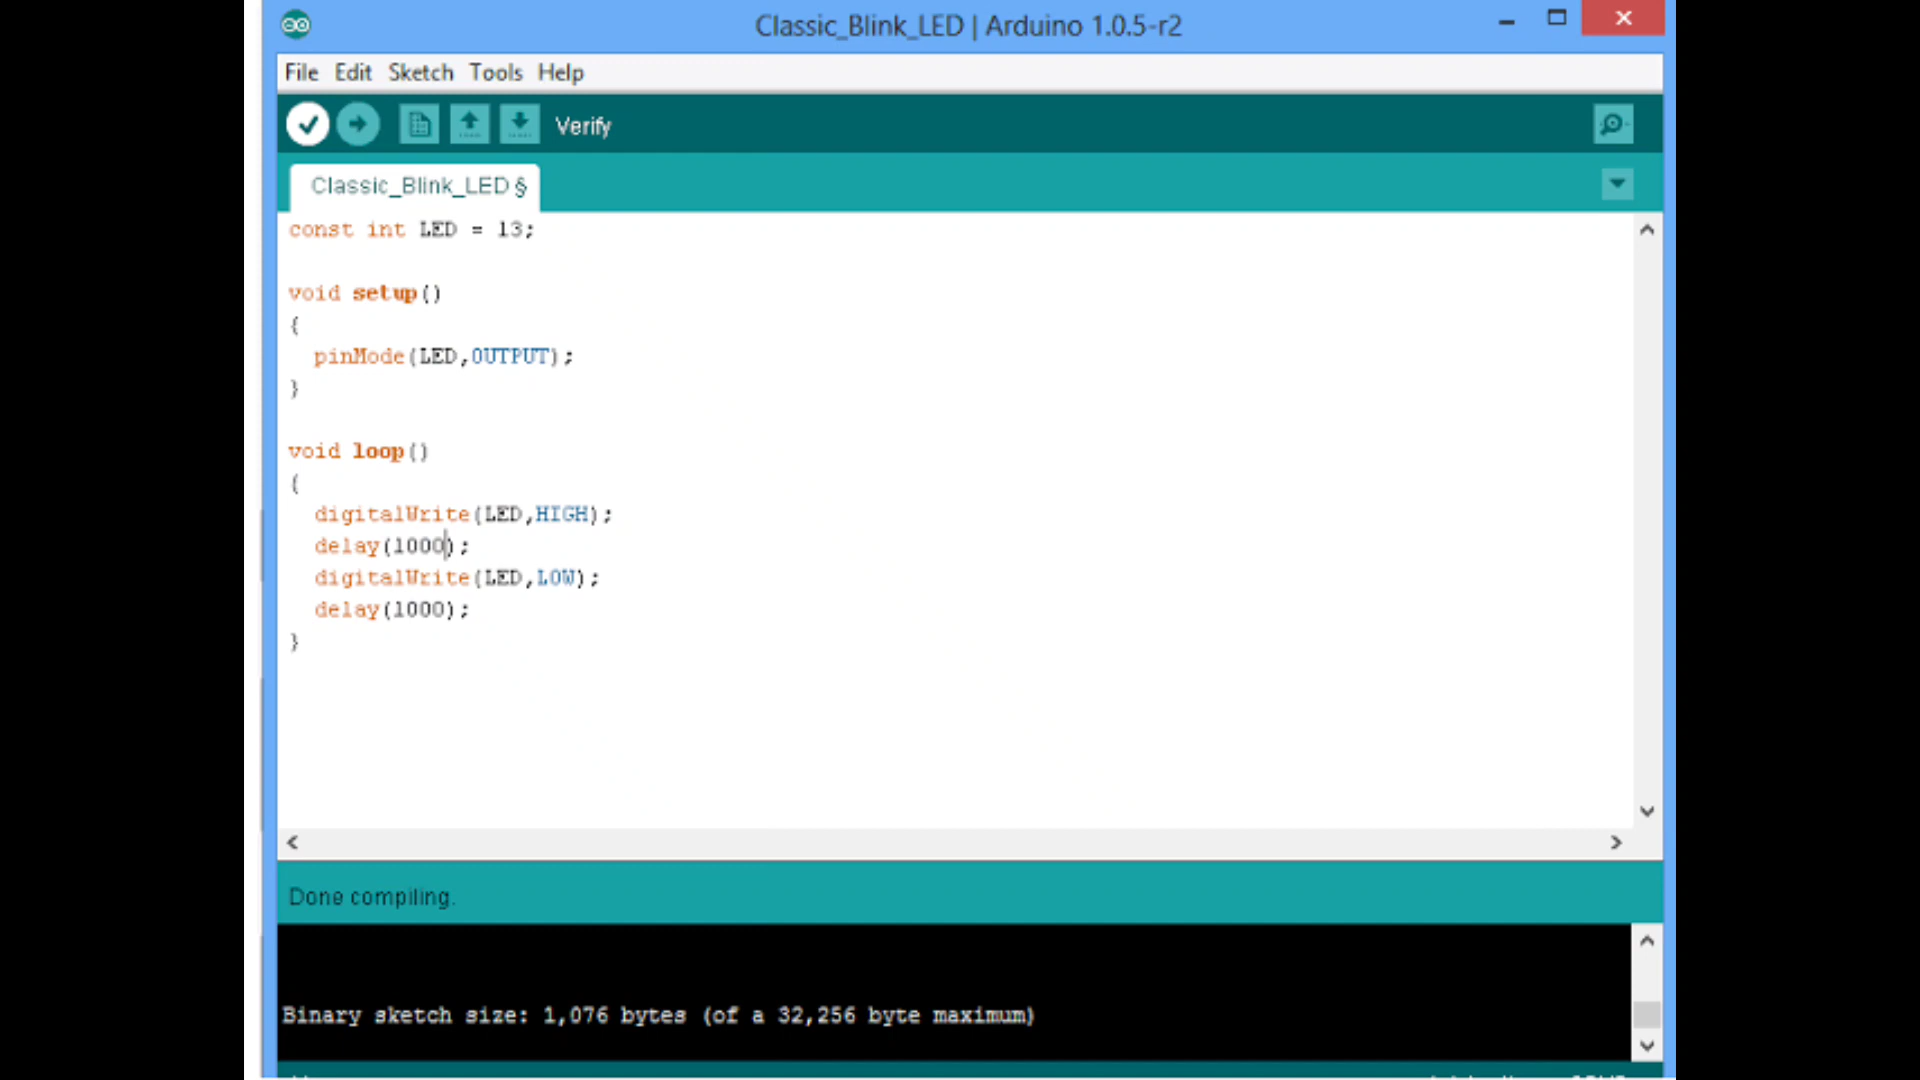 Classic_Blink_LED | Arduino 1.0.5-r2
File Edit Sketch Tools Help
Verify
Classic_Blink_LED §
const int LED = 13;
void setup()
{
pinMode(LED,OUTPUT);
}
void loop()
{
digitalWrite(LED,HIGH);
delay(1000);
digitalWrite(LED,LOW);
delay(1000);
}
Done compiling.
Binary sketch size: 1,076 bytes (of a 32,256 byte maximum)